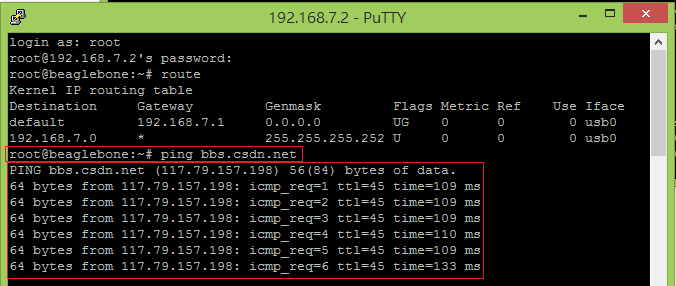 192.168.7.2 - PuTTY
login as: root
root@192.168.7.2's password:
root@beaglebone:~# route
Kernel IP routing table
Destination     Gateway         Genmask         Flags Metric Ref    Use Iface
default         192.168.7.1     0.0.0.0         UG    0      0        0 usb0
192.168.7.0     *               255.255.255.252 U     0      0        0 usb0
root@beaglebone:~# ping bbs.csdn.net
PING bbs.csdn.net (117.79.157.198) 56(84) bytes of data.
64 bytes from 117.79.157.198: icmp_req=1 ttl=45 time=109 ms
64 bytes from 117.79.157.198: icmp_req=2 ttl=45 time=109 ms
64 bytes from 117.79.157.198: icmp_req=3 ttl=45 time=109 ms
64 bytes from 117.79.157.198: icmp_req=4 ttl=45 time=110 ms
64 bytes from 117.79.157.198: icmp_req=5 ttl=45 time=109 ms
64 bytes from 117.79.157.198: icmp_req=6 ttl=45 time=133 ms